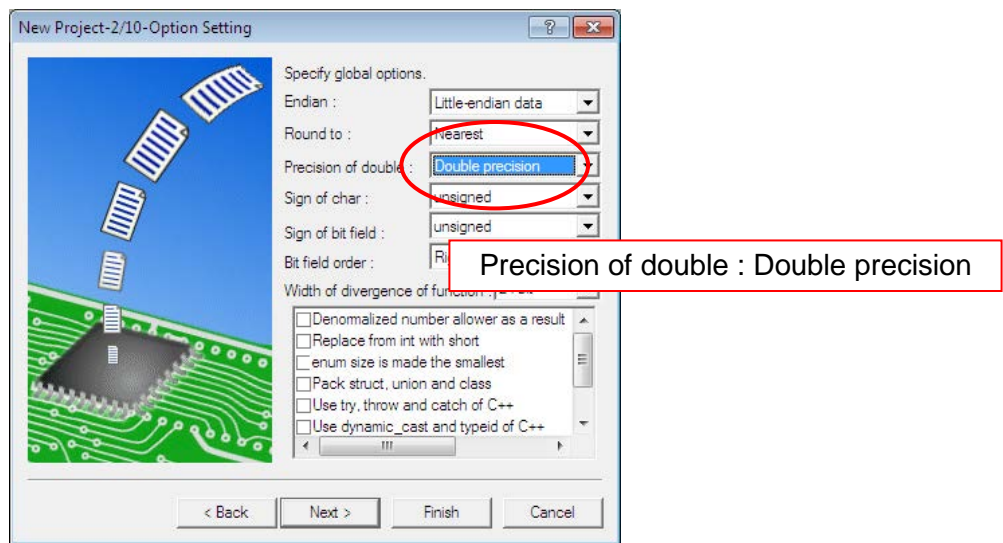 New Project-2/10-Option Setting
Specify global options.
Endian : Little-endian data
Round to : Nearest
Precision of double : Double precision
Sign of char : unsigned
Sign of bit field : unsigned
Bit field order :
Precision of double : Double precision
Width of divergence of function :
Denormalized number allower as a result
Replace from int with short
enum size is made the smallest
Pack struct, union and class
Use try, throw and catch of C++
Use dynamic_cast and typeid of C++
< Back Next > Finish Cancel